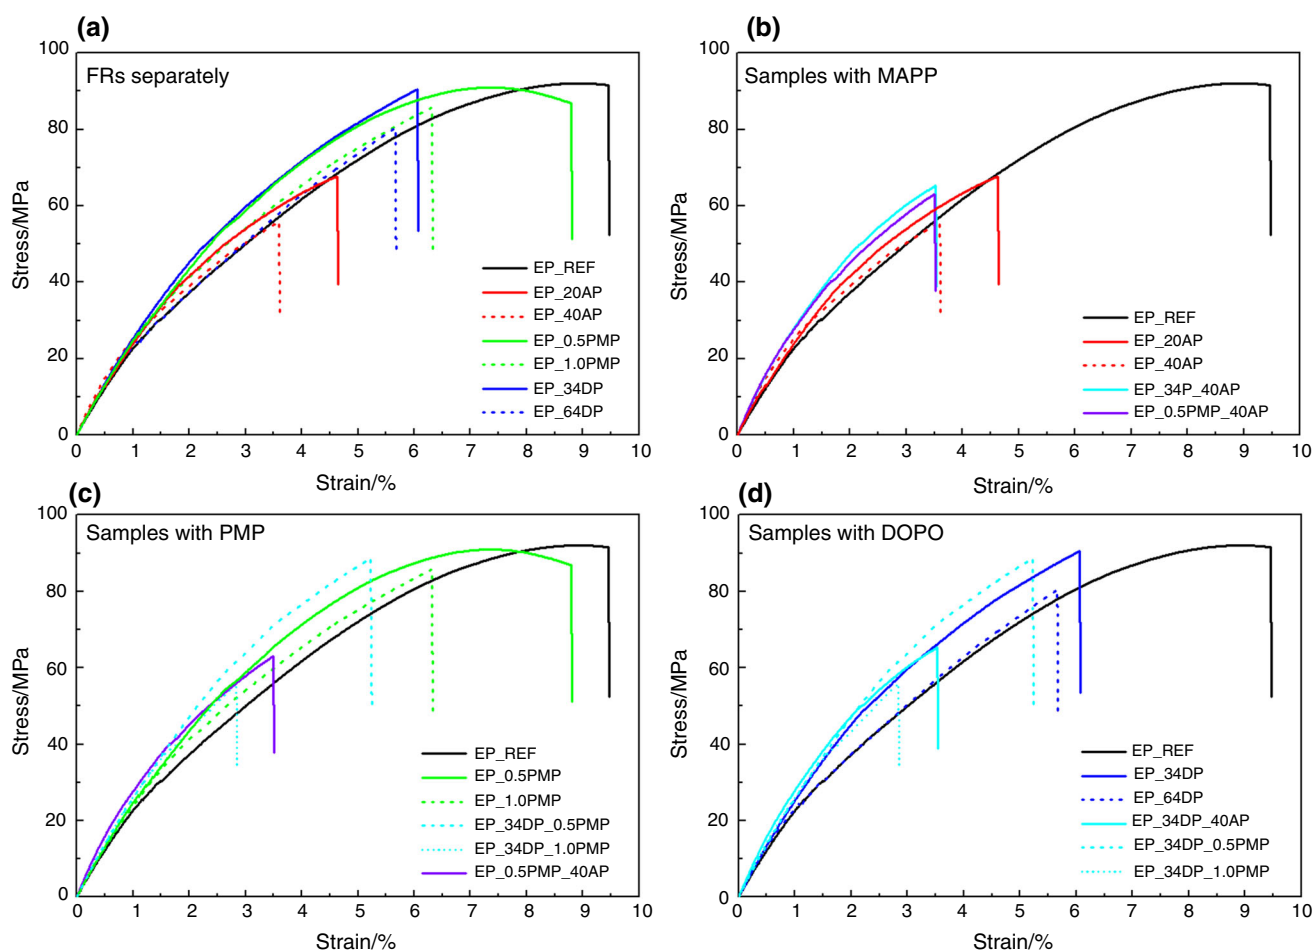 (a)
FRs separately
100
80
60
40
20
0
Stress/MPa
EP_REF
EP_20AP
EP_40AP
EP_0.5PMP
EP_1.0PMP
EP_34DP
EP_64DP
0 1 2 3 4 5 6 7 8 9 10
Strain/%
(b)
Samples with MAPP
100
80
60
40
20
0
Stress/MPa
EP_REF
EP_20AP
EP_40AP
EP_34P_40AP
EP_0.5PMP_40AP
0 1 2 3 4 5 6 7 8 9 10
Strain/%
(c)
Samples with PMP
100
80
60
40
20
0
Stress/MPa
EP_REF
EP_0.5PMP
EP_1.0PMP
EP_34DP_0.5PMP
EP_34DP_1.0PMP
EP_0.5PMP_40AP
0 1 2 3 4 5 6 7 8 9 10
Strain/%
(d)
Samples with DOPO
100
80
60
40
20
0
Stress/MPa
EP_REF
EP_34DP
EP_64DP
EP_34DP_40AP
EP_34DP_0.5PMP
EP_34DP_1.0PMP
0 1 2 3 4 5 6 7 8 9 10
Strain/%